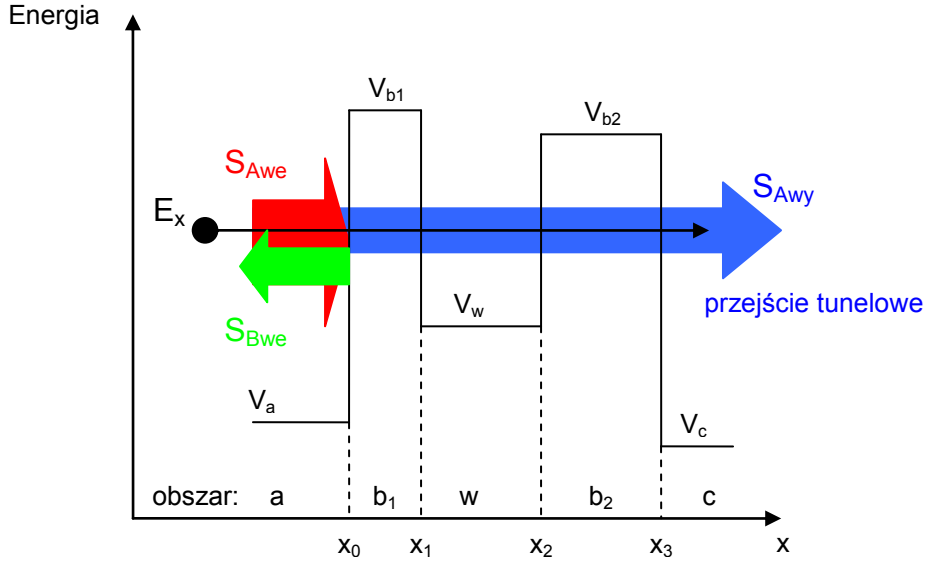 Energia
V_b1
V_b2
S_Awe
S_Awy
E_x
V_w
przejście tunelowe
S_Bwe
V_a
V_c
obszar: a b_1 w b_2 c
x_0 x_1 x_2 x_3 x